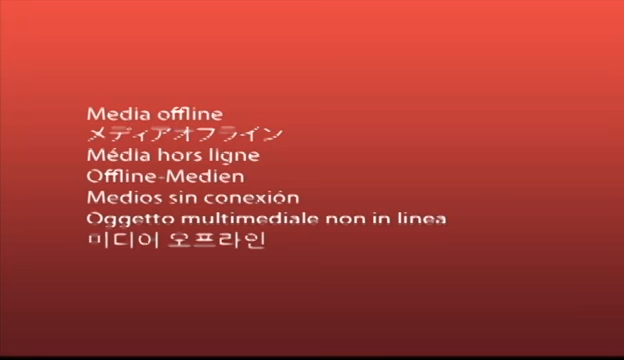 Media offline
メディアオフライン
Média hors ligne
Offline-Medien
Medios sin conexión
Oggetto multimediale non in linea
미디어 오프라인